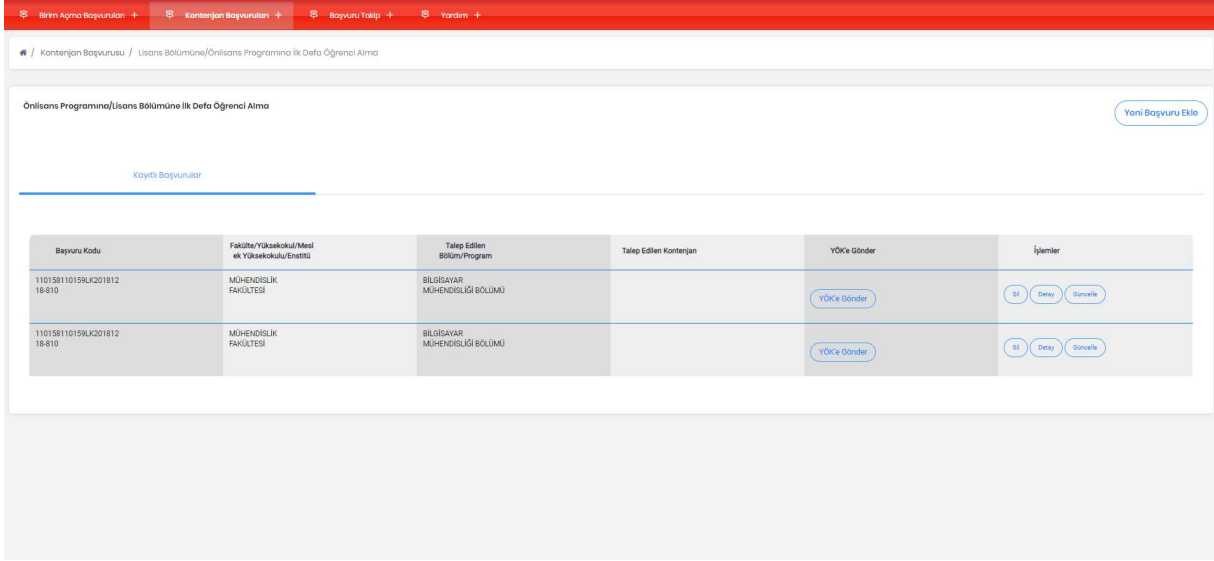 Birim Açma Başvuruları + Kontenjan Başvuruları + Başvuru Takip + Yardım +
/ Kontenjan Başvurusu / Lisans Bölümüne/Önlisans Programına İlk Defa Öğrenci Alma
Önlisans Programına/Lisans Bölümüne İlk Defa Öğrenci Alma
Yeni Başvuru Ekle
Kayıtlı Başvurular
Başvuru Kodu
Fakülte/Yüksekokul/Mesl
ek Yüksekokulu/Enstitü
Talep Edilen
Bölüm/Program
Talep Edilen Kontenjan
YÖK'e Gönder
İşlemler
110158110159LK201812
18-810
MÜHENDİSLİK
FAKÜLTESİ
BİLGİSAYAR
MÜHENDİSLİĞİ BÖLÜMÜ
YÖK'e Gönder
Sil Detay Güncelle
110158110159LK201812
18-810
MÜHENDİSLİK
FAKÜLTESİ
BİLGİSAYAR
MÜHENDİSLİĞİ BÖLÜMÜ
YÖK'e Gönder
Sil Detay Güncelle